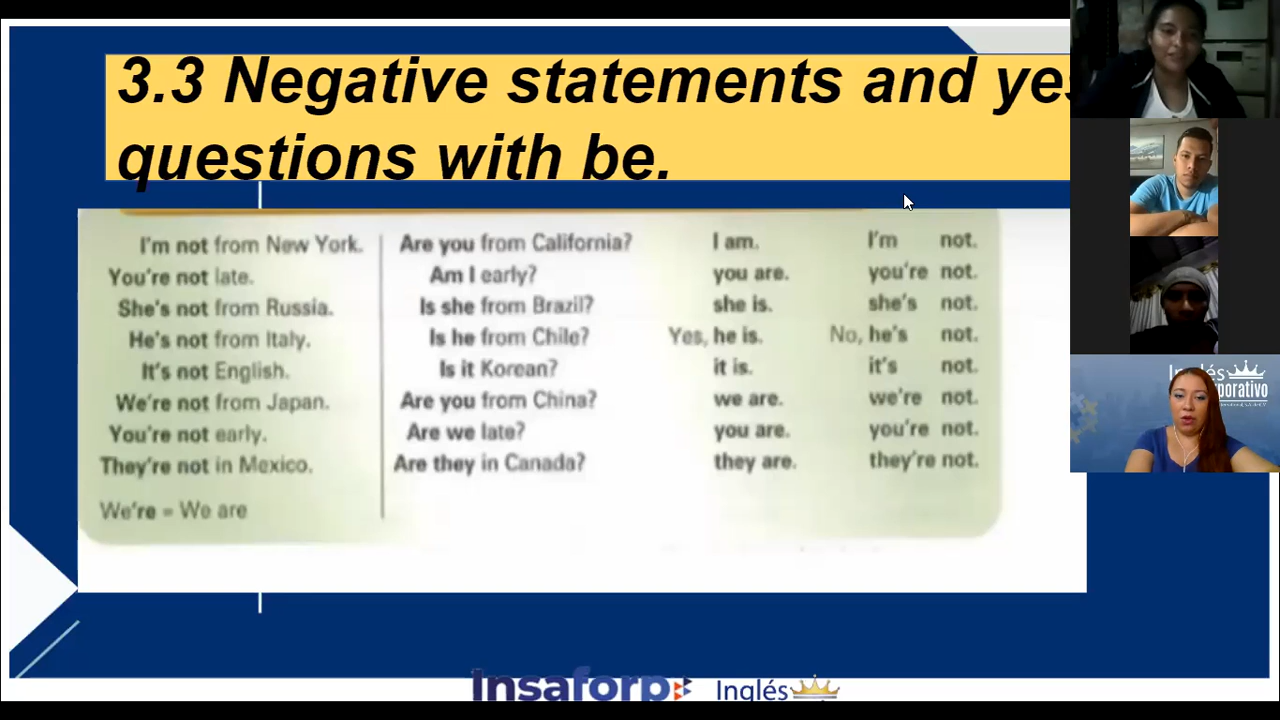 3.3 Negative statements and yes
questions with be.
I'm not from New York.
You're not late.
She's not from Russia.
He's not from Italy.
It's not English.
We're not from Japan.
You're not early.
They're not in Mexico.
We're = We are
Are you from California?
Am I early?
Is she from Brazil?
Is he from Chile?
Is it Korean?
Are you from China?
Are we late?
Are they in Canada?
I am.
you are.
she is.
Yes, he is.
it is.
we are.
you are.
they are.
I'm not.
you're not.
she's not.
No, he's not.
it's not.
we're not.
you're not.
they're not.
Inglés
porativo
Insaforp
Inglés